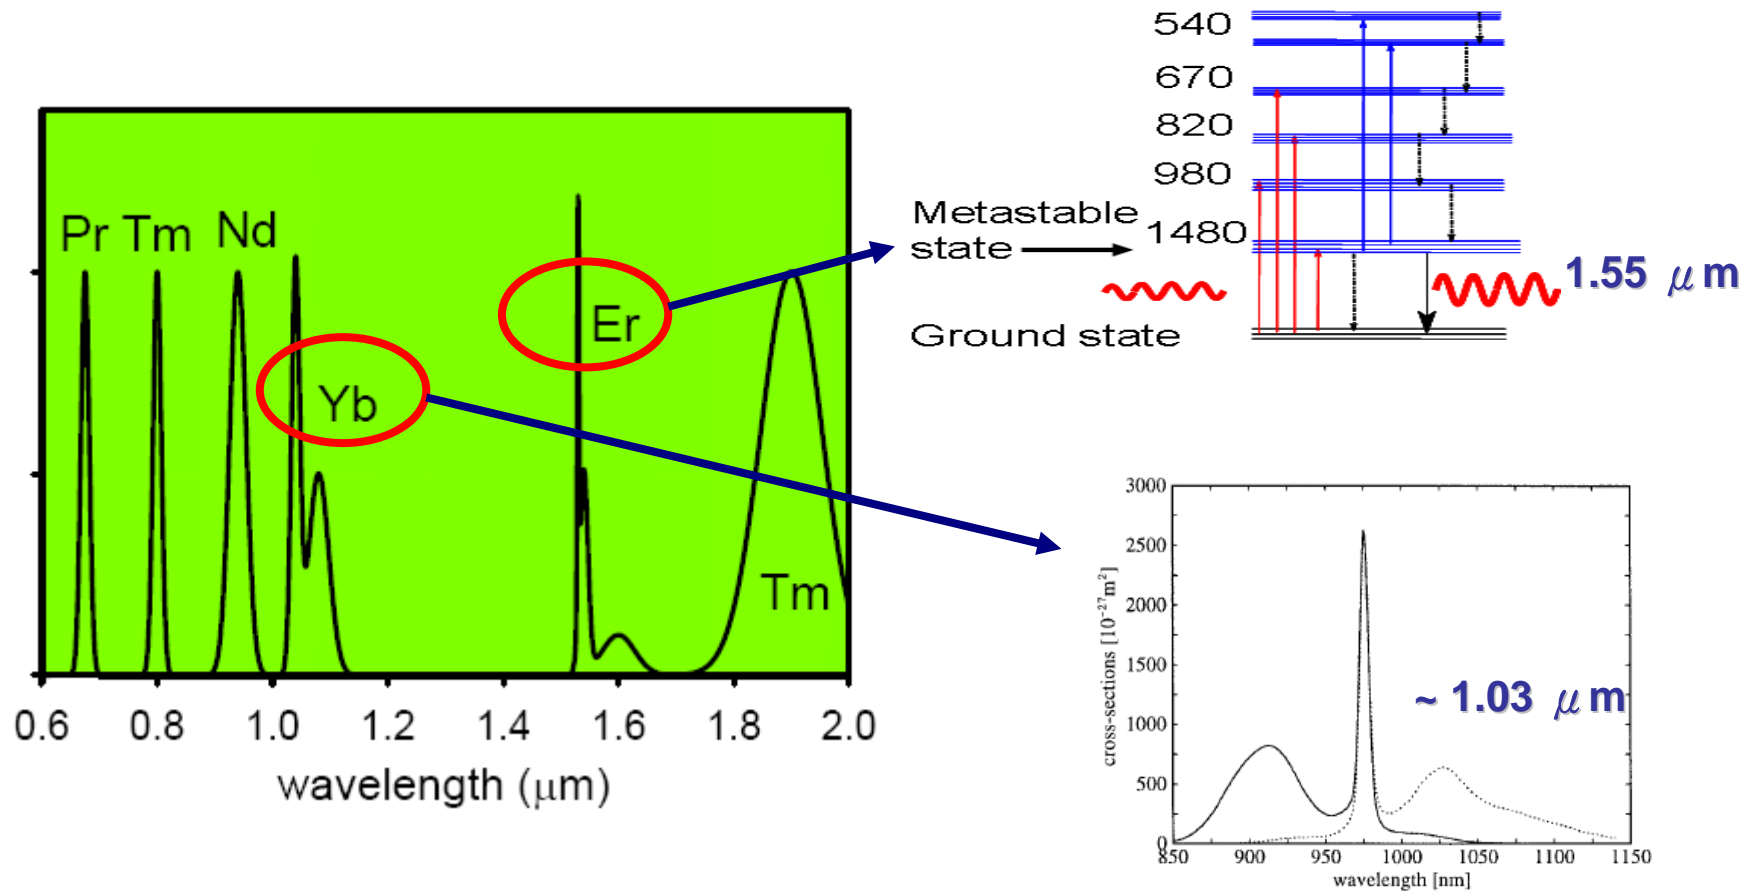 Pr Tm Nd
Yb
Er
Tm
0.6 0.8 1.0 1.2 1.4 1.6 1.8 2.0
wavelength (μm)
540
670
820
980
1480
Metastable
state
Ground state
1.55 μm
3000
2500
2000
1500
1000
500
0
cross-sections [10⁻²⁷m²]
~ 1.03 μm
850 900 950 1000 1050 1100 1150
wavelength [nm]